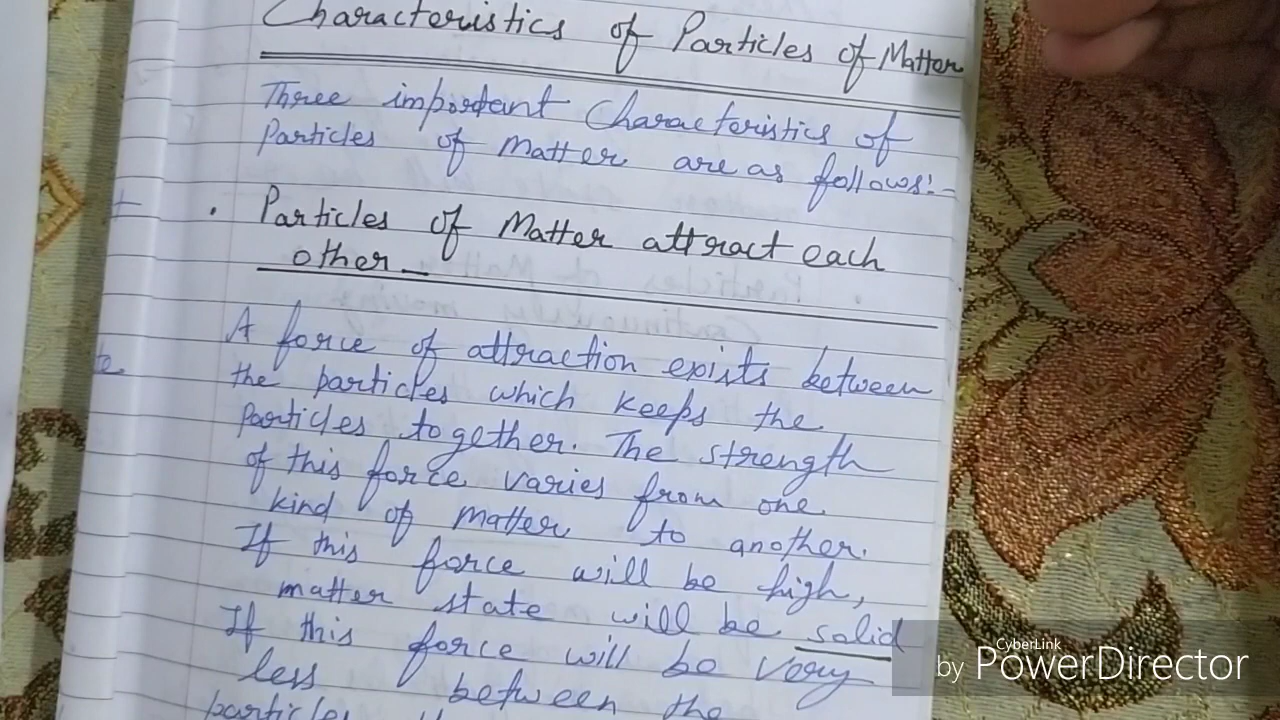 Characteristics of Particles of Matter
Three important Characteristics of
Particles of Matter are as follows:-
Particles of Matter attract each
other -
A force of attraction exists between
the particles which keeps the
particles together. The strength
of this force varies from one
kind of matter to another.
If this force will be high,
matter state will be solid
If this force will be very
less between the
particles
CyberLink
by PowerDirector